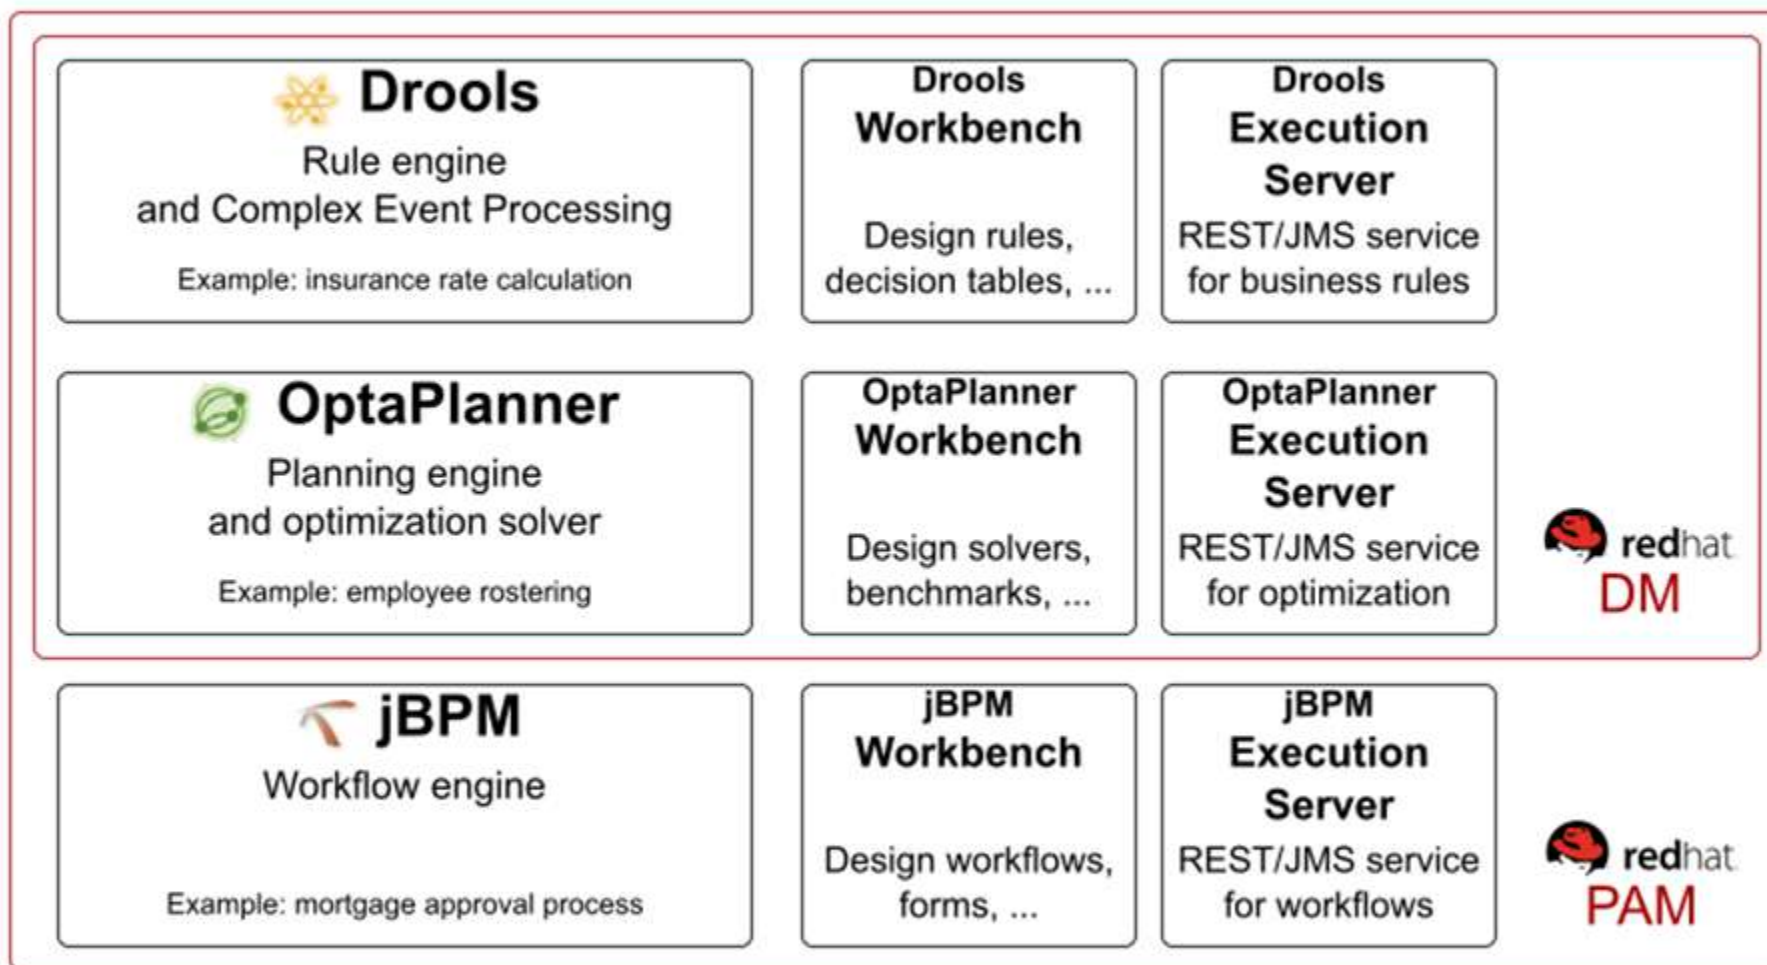 Drools
Rule engine
and Complex Event Processing
Example: insurance rate calculation
Drools
Workbench
Design rules,
decision tables, ...
Drools
Execution
Server
REST/JMS service
for business rules
OptaPlanner
Planning engine
and optimization solver
Example: employee rostering
OptaPlanner
Workbench
Design solvers,
benchmarks, ...
OptaPlanner
Execution
Server
REST/JMS service
for optimization
redhat.
DM
jBPM
Workflow engine
Example: mortgage approval process
jBPM
Workbench
Design workflows,
forms, ...
jBPM
Execution
Server
REST/JMS service
for workflows
redhat.
PAM